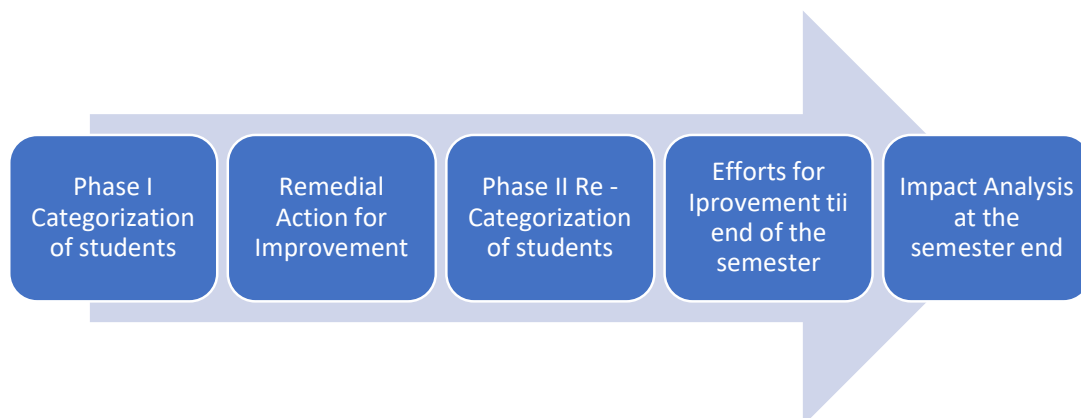 Phase I
Categorization
of students
Remedial
Action for
Improvement
Phase II Re -
Categorization
of students
Efforts for
Iprovement tii
end of the
semester
Impact Analysis
at the
semester end